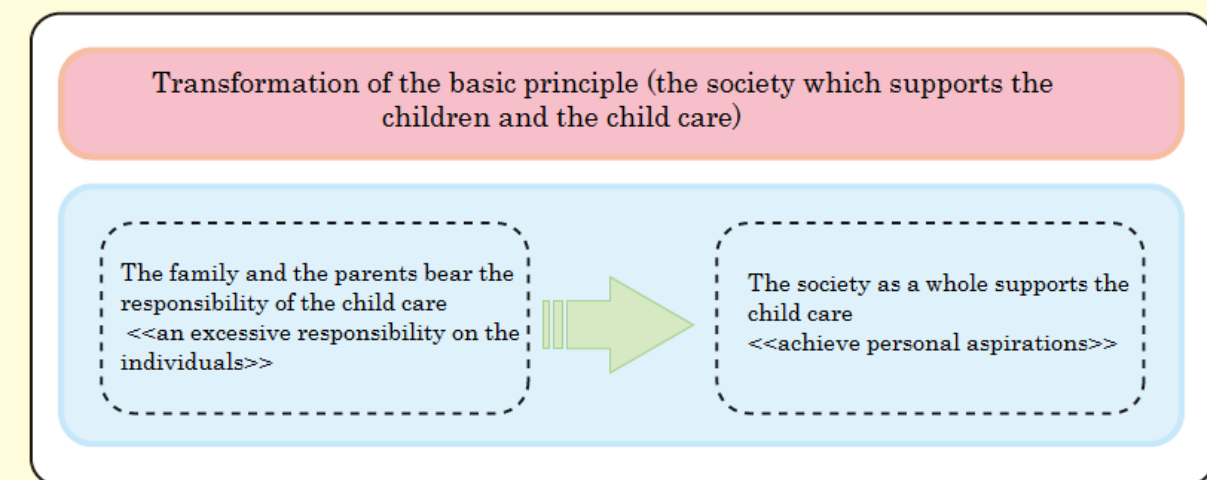 Transformation of the basic principle (the society which supports the
children and the child care)
The family and the parents bear the
responsibility of the child care
<<an excessive responsibility on the
individuals>>
The society as a whole supports the
child care
<<achieve personal aspirations>>